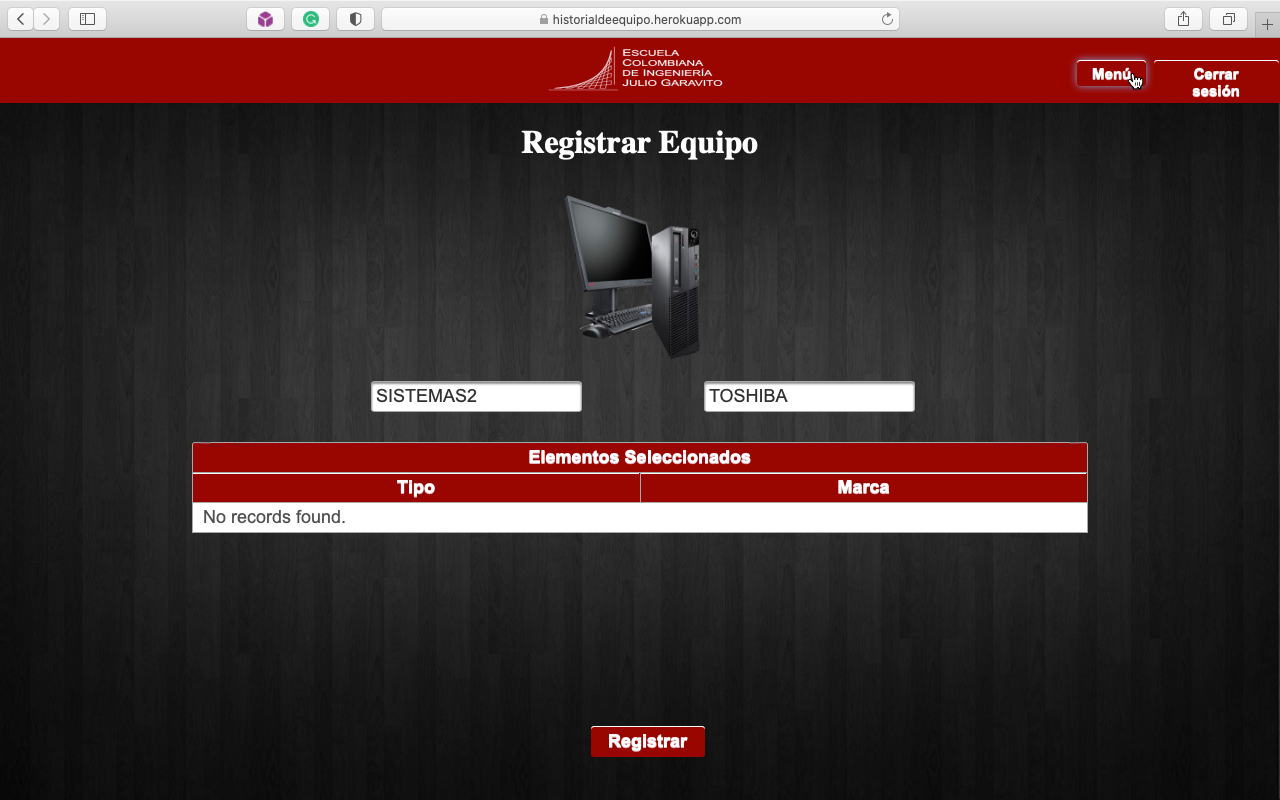 historialdeequipo.herokuapp.com
ESCUELA
COLOMBIANA
DE INGENIERÍA
JULIO GARAVITO
Menú
Cerrar
sesión
Registrar Equipo
SISTEMAS2
TOSHIBA
Elementos Seleccionados
Tipo
Marca
No records found.
Registrar